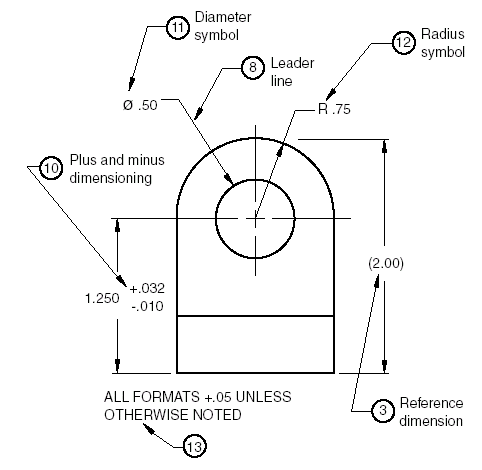 11 Diameter
symbol
12 Radius
symbol
8 Leader
line
Ø .50
R .75
10 Plus and minus
dimensioning
(2.00)
1.250 +.032
-.010
ALL FORMATS +.05 UNLESS
OTHERWISE NOTED
3 Reference
dimension
13